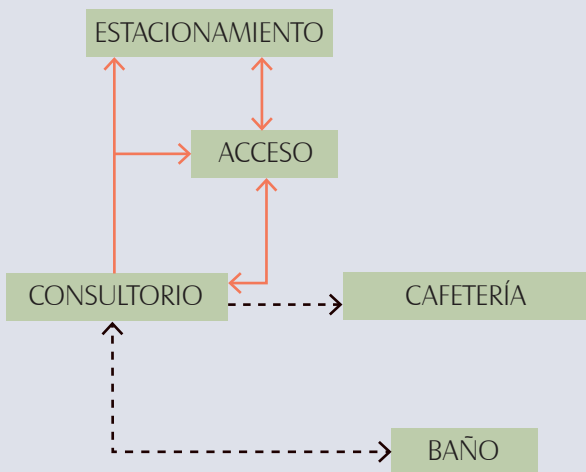 ESTACIONAMIENTO
ACCESO
CONSULTORIO
CAFETERÍA
BAÑO